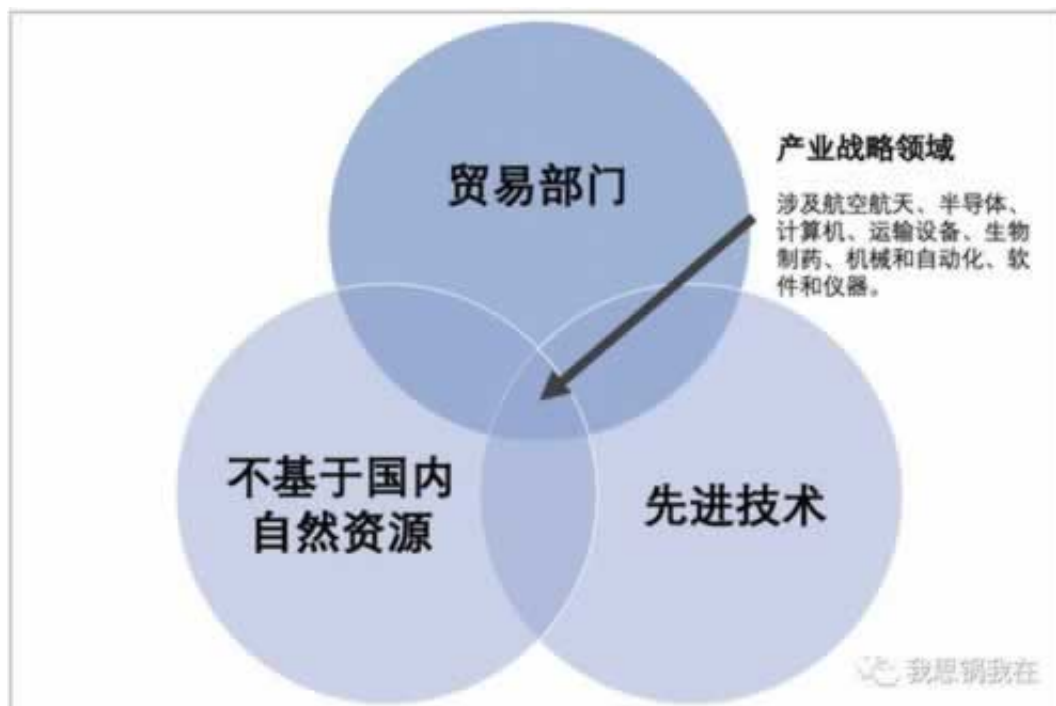 贸易部门
产业战略领域
涉及航空航天、半导体、
计算机、运输设备、生物
制药、机械和自动化、软
件和仪器。
不基于国内
自然资源
先进技术
我思锅我在